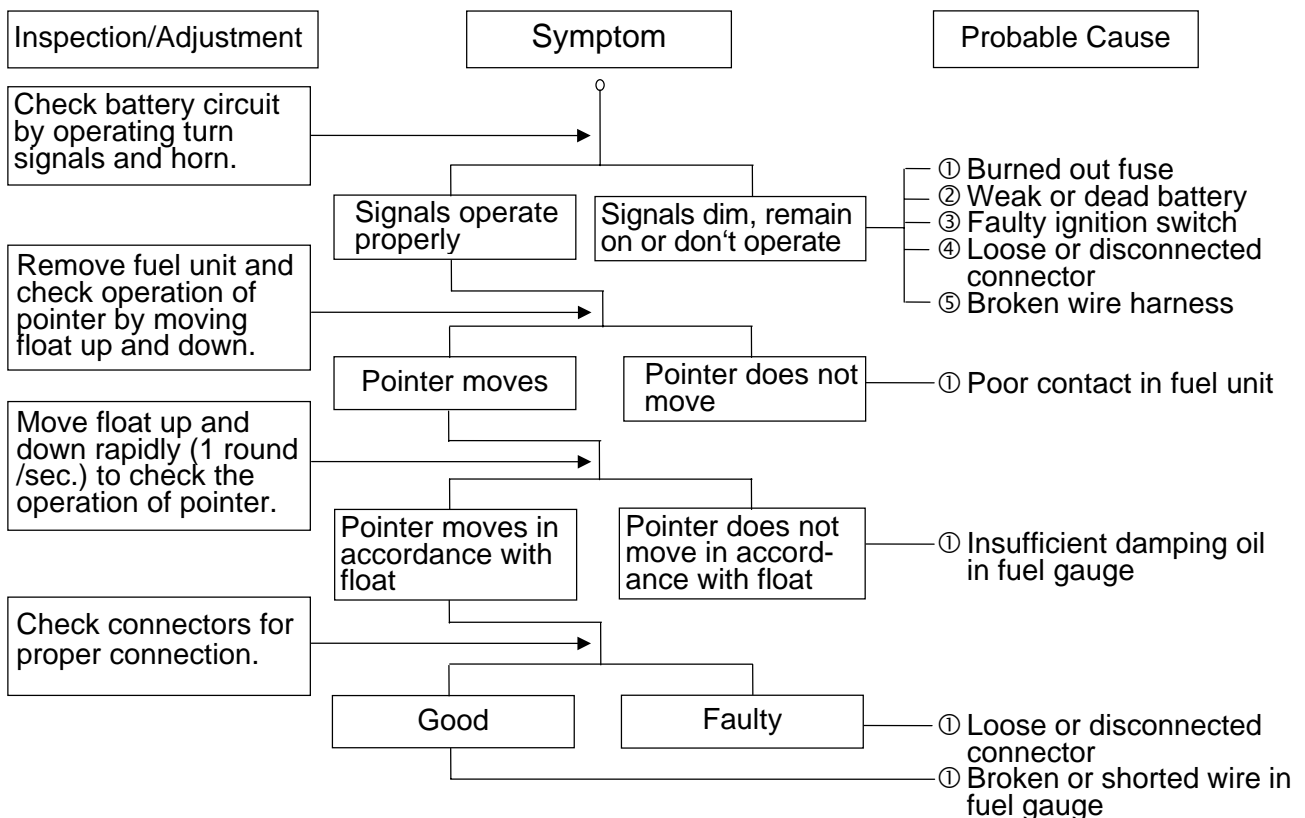 Inspection/Adjustment
Symptom
Probable Cause
Check battery circuit
by operating turn
signals and horn.
Signals operate
properly
Signals dim, remain
on or don‘t operate
① Burned out fuse
② Weak or dead battery
③ Faulty ignition switch
④ Loose or disconnected
connector
⑤ Broken wire harness
Remove fuel unit and
check operation of
pointer by moving
float up and down.
Pointer moves
Pointer does not
move
① Poor contact in fuel unit
Move float up and
down rapidly (1 round
/sec.) to check the
operation of pointer.
Pointer moves in
accordance with
float
Pointer does not
move in accord-
ance with float
① Insufficient damping oil
in fuel gauge
Check connectors for
proper connection.
Good
Faulty
① Loose or disconnected
connector
① Broken or shorted wire in
fuel gauge